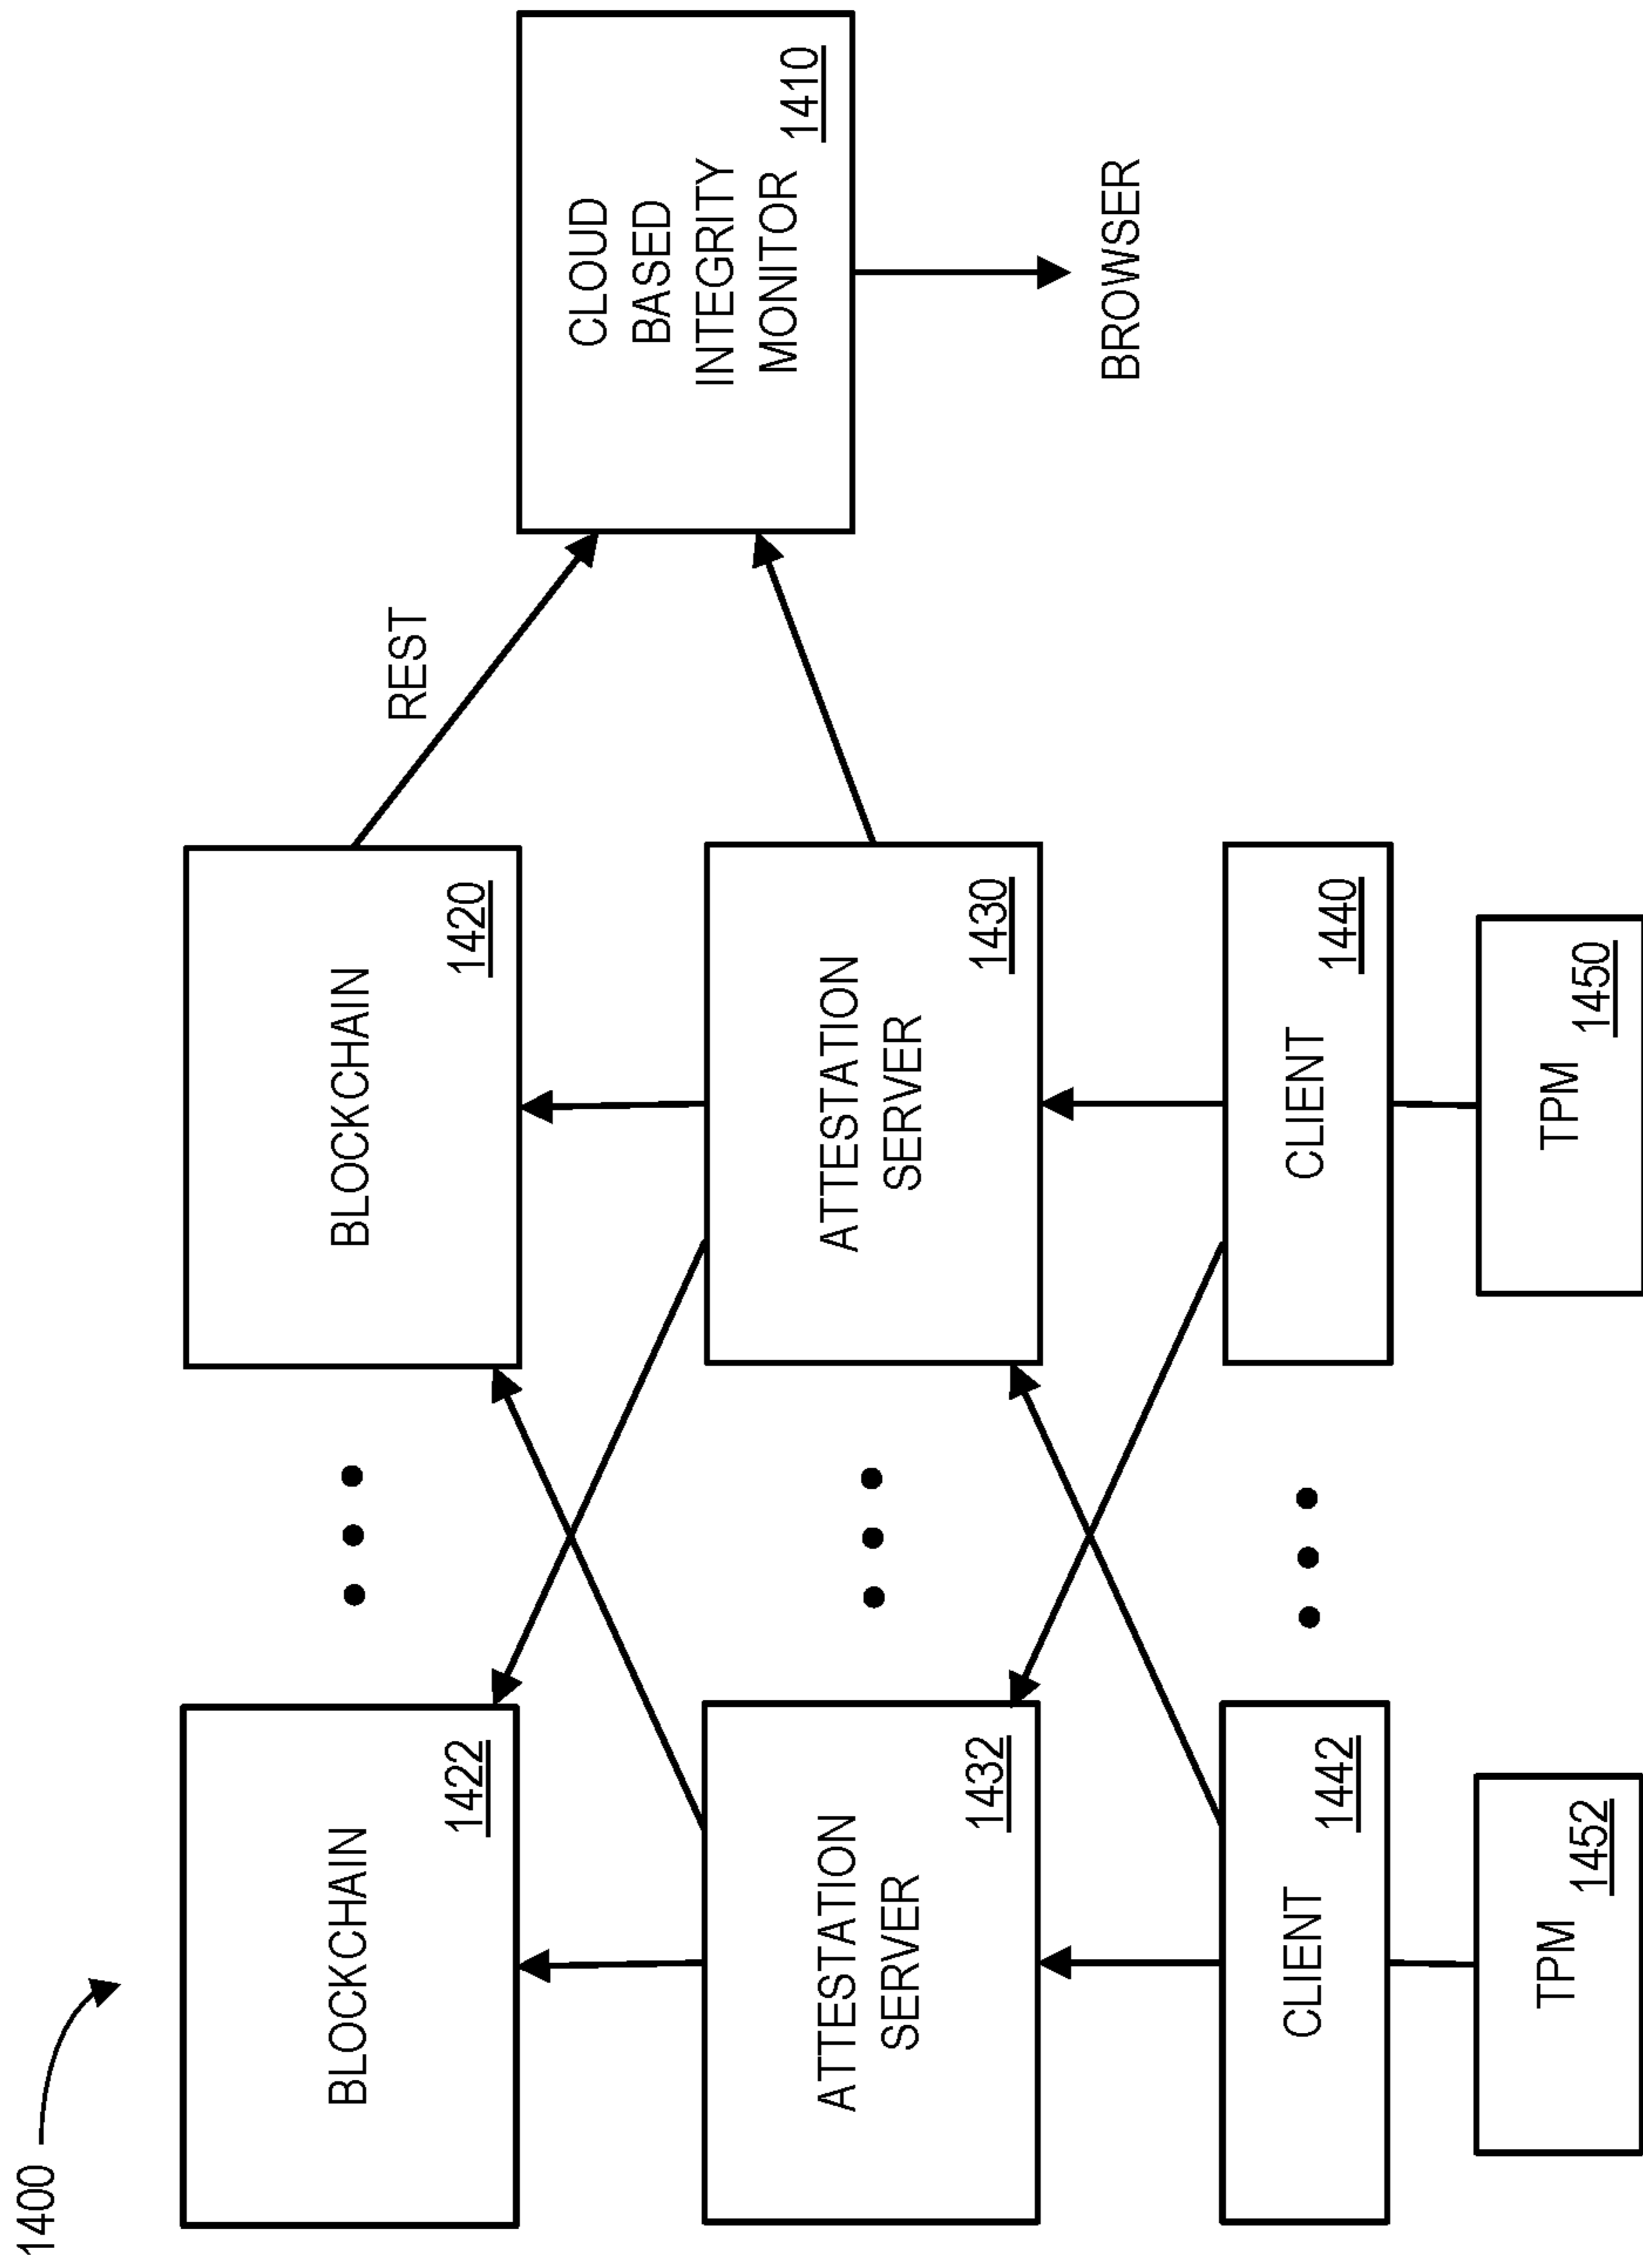 1400
BLOCKCHAIN
1422
BLOCKCHAIN
1420
REST
CLOUD
BASED
INTEGRITY
MONITOR
1410
ATTESTATION
SERVER
1432
ATTESTATION
SERVER
1430
BROWSER
CLIENT
1442
CLIENT
1440
TPM
1452
TPM
1450